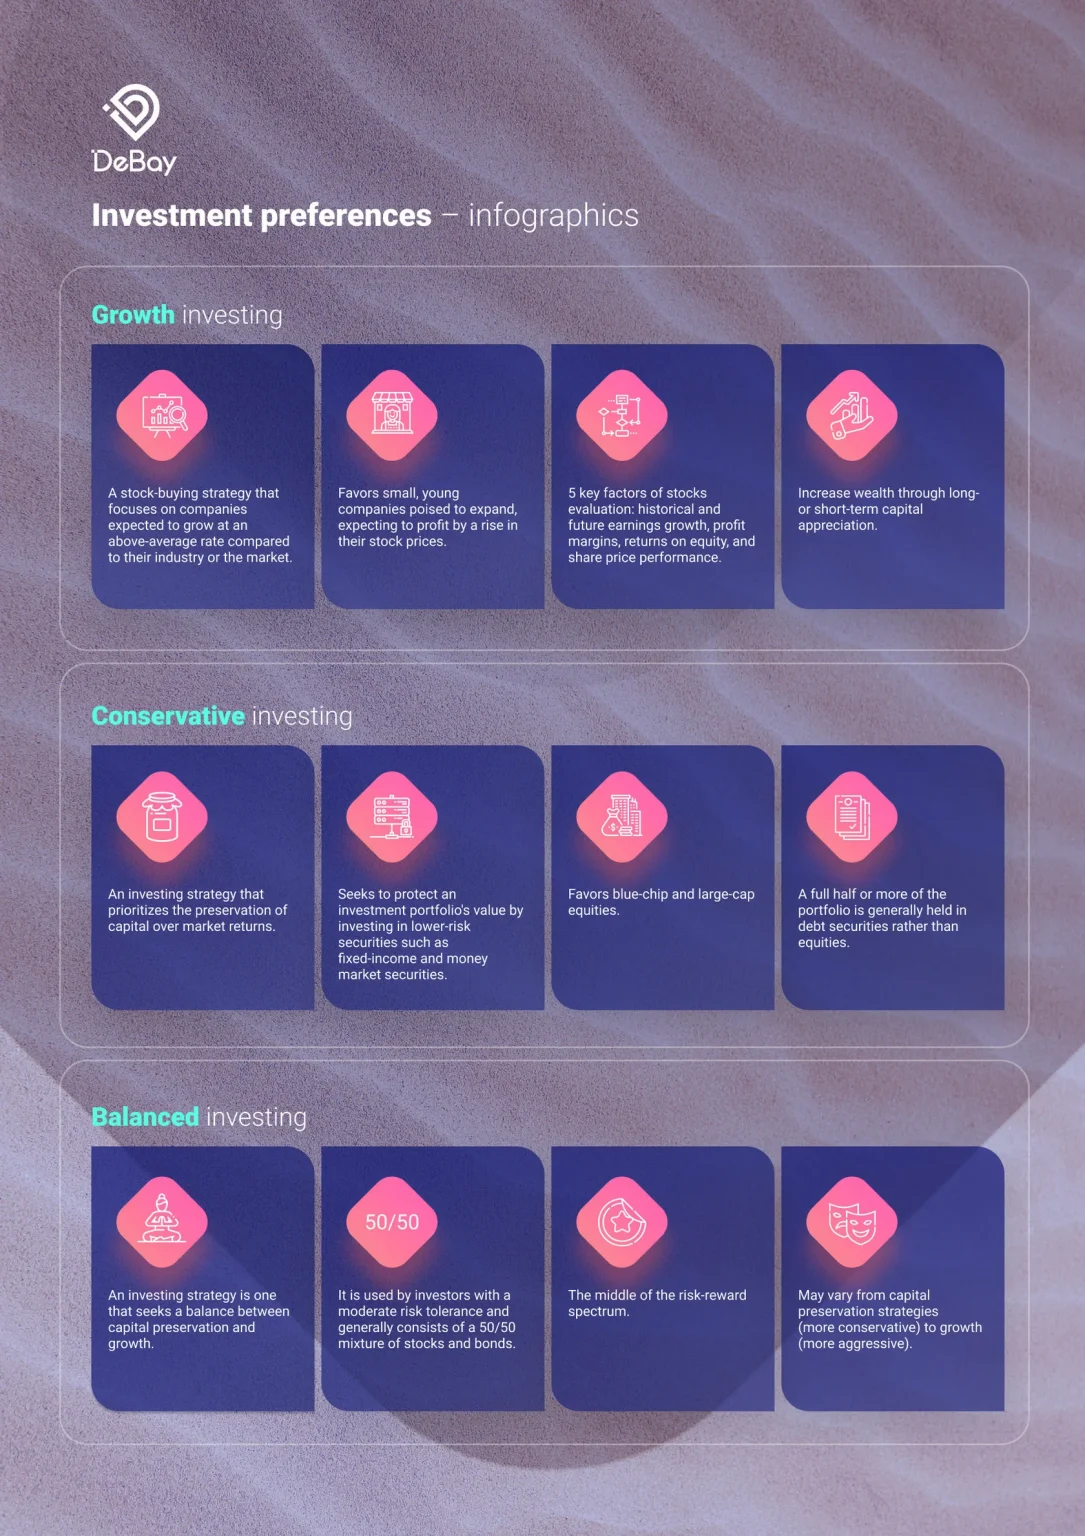 DeBay
Investment preferences – infographics
Growth investing
A stock-buying strategy that
focuses on companies
expected to grow at an
above-average rate compared
to their industry or the market.
Favors small, young
companies poised to expand,
expecting to profit by a rise in
their stock prices.
5 key factors of stocks
evaluation: historical and
future earnings growth, profit
margins, returns on equity, and
share price performance.
Increase wealth through long-
or short-term capital
appreciation.
Conservative investing
An investing strategy that
prioritizes the preservation of
capital over market returns.
Seeks to protect an
investment portfolio's value by
investing in lower-risk
securities such as
fixed-income and money
market securities.
Favors blue-chip and large-cap
equities.
A full half or more of the
portfolio is generally held in
debt securities rather than
equities.
Balanced investing
An investing strategy is one
that seeks a balance between
capital preservation and
growth.
50/50
It is used by investors with a
moderate risk tolerance and
generally consists of a 50/50
mixture of stocks and bonds.
The middle of the risk-reward
spectrum.
May vary from capital
preservation strategies
(more conservative) to growth
(more aggressive).